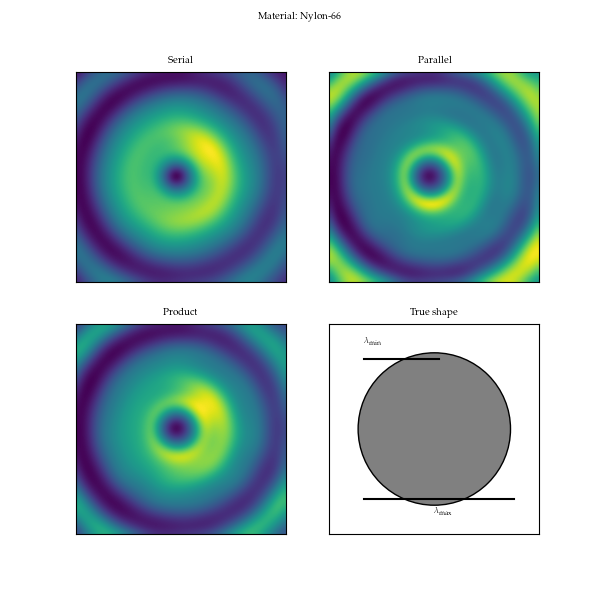 Material: Nylon-66
Serial
Parallel
Product
True shape
λmin
λmax